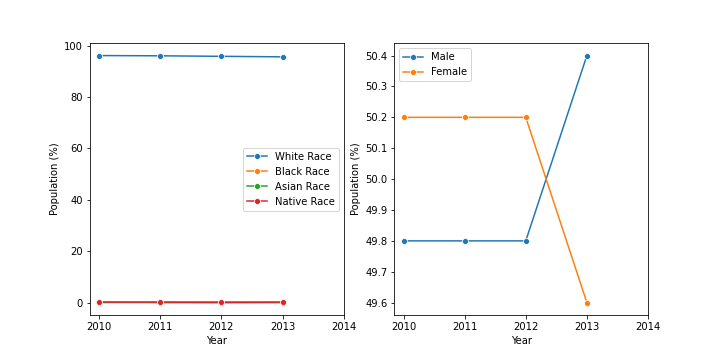 100
80
60
40
20
0
Population (%)
2010 2011 2012 2013 2014
Year
White Race
Black Race
Asian Race
Native Race
50.4
50.3
50.2
50.1
50.0
49.9
49.8
49.7
49.6
Population (%)
2010 2011 2012 2013 2014
Year
Male
Female